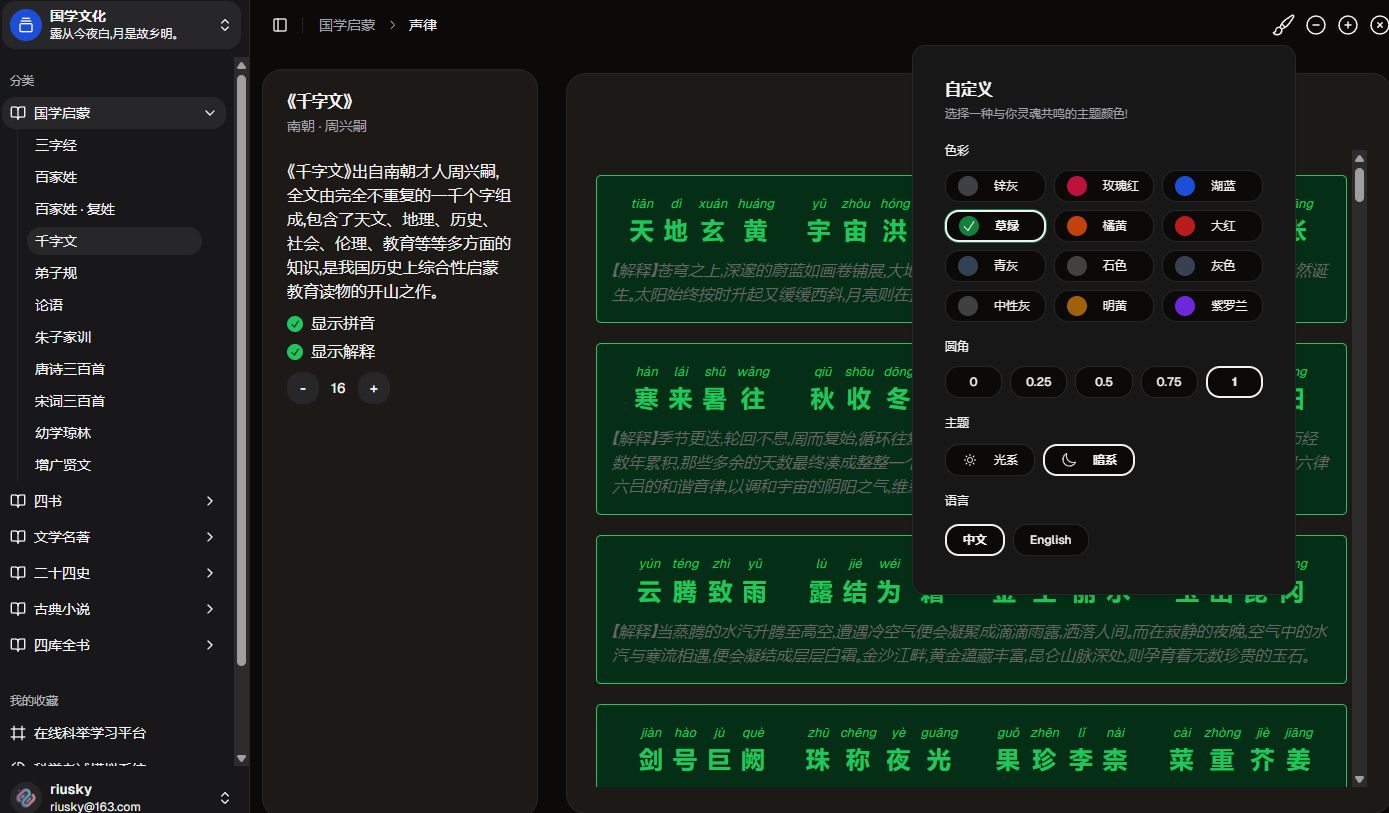 国学文化
露从今夜白,月是故乡明。
分类
国学启蒙
三字经
百家姓
百家姓 · 复姓
千字文
弟子规
论语
朱子家训
唐诗三百首
宋词三百首
幼学琼林
增广贤文
四书
文学名著
二十四史
古典小说
四库全书
我的收藏
在线科举学习平台
riusky
riusky@163.com
国学启蒙 > 声律
《千字文》
南朝 · 周兴嗣
《千字文》出自南朝才人周兴嗣,
全文由完全不重复的一千个字组
成,包含了天文、地理、历史、
社会、伦理、教育等等多方面的
知识,是我国历史上综合性启蒙
教育读物的开山之作。
显示拼音
显示解释
- 16 +
tiān dì xuán huáng yǔ zhòu hóng
天 地 玄 黄 宇 宙 洪
【解释】苍穹之上,深邃的蔚蓝如画卷铺展,大地 然诞
生。太阳始终按时升起又缓缓西斜,月亮则在
hán lái shǔ wǎng qiū shōu dōng
寒 来 暑 往 秋 收 冬
【解释】季节更迭,轮回不息,周而复始,循环往 历经
数年累积,那些多余的天数最终凑成整整一个 六律
六吕的和谐音律,以调和宇宙的阴阳之气,维
yún téng zhì yǔ lù jié wéi
云 腾 致 雨 露 结 为
【解释】当蒸腾的水汽升腾至高空,遭遇冷空气便会凝聚成滴滴雨露,洒落人间。而在寂静的夜晚,空气中的水
汽与寒流相遇,便会凝结成层层白霜。金沙江畔,黄金蕴藏丰富,昆仑山脉深处,则孕育着无数珍贵的玉石。
jiàn hào jù què zhū chēng yè guāng guǒ zhēn lǐ nài cài zhòng jiè jiāng
剑 号 巨 阙 珠 称 夜 光 果 珍 李 柰 菜 重 芥 姜
自定义
选择一种与你灵魂共鸣的主题颜色!
色彩
锌灰 玫瑰红 湖蓝
草绿 橘黄 大红
青灰 石色 灰色
中性灰 明黄 紫罗兰
圆角
0 0.25 0.5 0.75 1
主题
光系 暗系
语言
中文 English